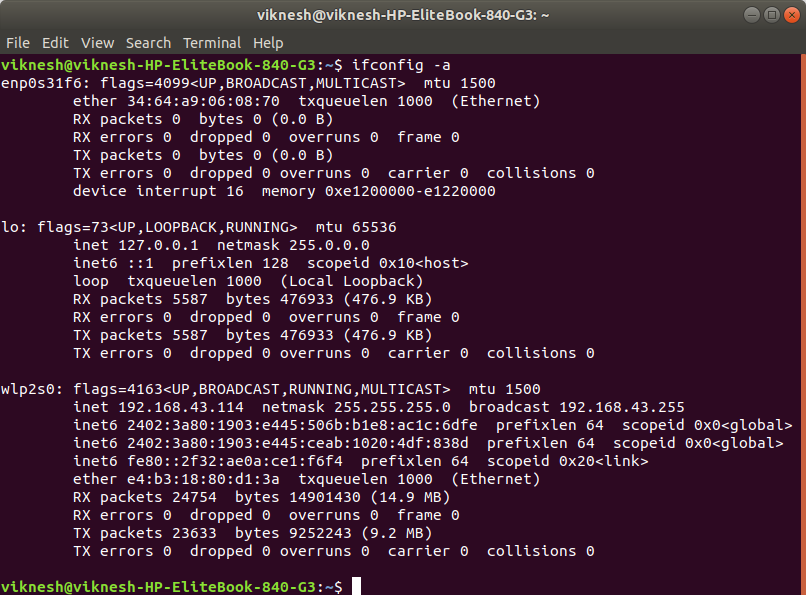 viknesh@viknesh-HP-EliteBook-840-G3: ~
File Edit View Search Terminal Help
viknesh@viknesh-HP-EliteBook-840-G3:~$ ifconfig -a
enp0s31f6: flags=4099<UP,BROADCAST,MULTICAST>  mtu 1500
        ether 34:64:a9:06:08:70  txqueuelen 1000  (Ethernet)
        RX packets 0  bytes 0 (0.0 B)
        RX errors 0  dropped 0  overruns 0  frame 0
        TX packets 0  bytes 0 (0.0 B)
        TX errors 0  dropped 0 overruns 0  carrier 0  collisions 0
        device interrupt 16  memory 0xe1200000-e1220000

lo: flags=73<UP,LOOPBACK,RUNNING>  mtu 65536
        inet 127.0.0.1  netmask 255.0.0.0
        inet6 ::1  prefixlen 128  scopeid 0x10<host>
        loop  txqueuelen 1000  (Local Loopback)
        RX packets 5587  bytes 476933 (476.9 KB)
        RX errors 0  dropped 0  overruns 0  frame 0
        TX packets 5587  bytes 476933 (476.9 KB)
        TX errors 0  dropped 0 overruns 0  carrier 0  collisions 0

wlp2s0: flags=4163<UP,BROADCAST,RUNNING,MULTICAST>  mtu 1500
        inet 192.168.43.114  netmask 255.255.255.0  broadcast 192.168.43.255
        inet6 2402:3a80:1903:e445:506b:b1e8:ac1c:6dfe  prefixlen 64  scopeid 0x0<global>
        inet6 2402:3a80:1903:e445:ceab:1020:4df:838d  prefixlen 64  scopeid 0x0<global>
        inet6 fe80::2f32:ae0a:ce1:f6f4  prefixlen 64  scopeid 0x20<link>
        ether e4:b3:18:80:d1:3a  txqueuelen 1000  (Ethernet)
        RX packets 24754  bytes 14901430 (14.9 MB)
        RX errors 0  dropped 0  overruns 0  frame 0
        TX packets 23633  bytes 9252243 (9.2 MB)
        TX errors 0  dropped 0 overruns 0  carrier 0  collisions 0

viknesh@viknesh-HP-EliteBook-840-G3:~$